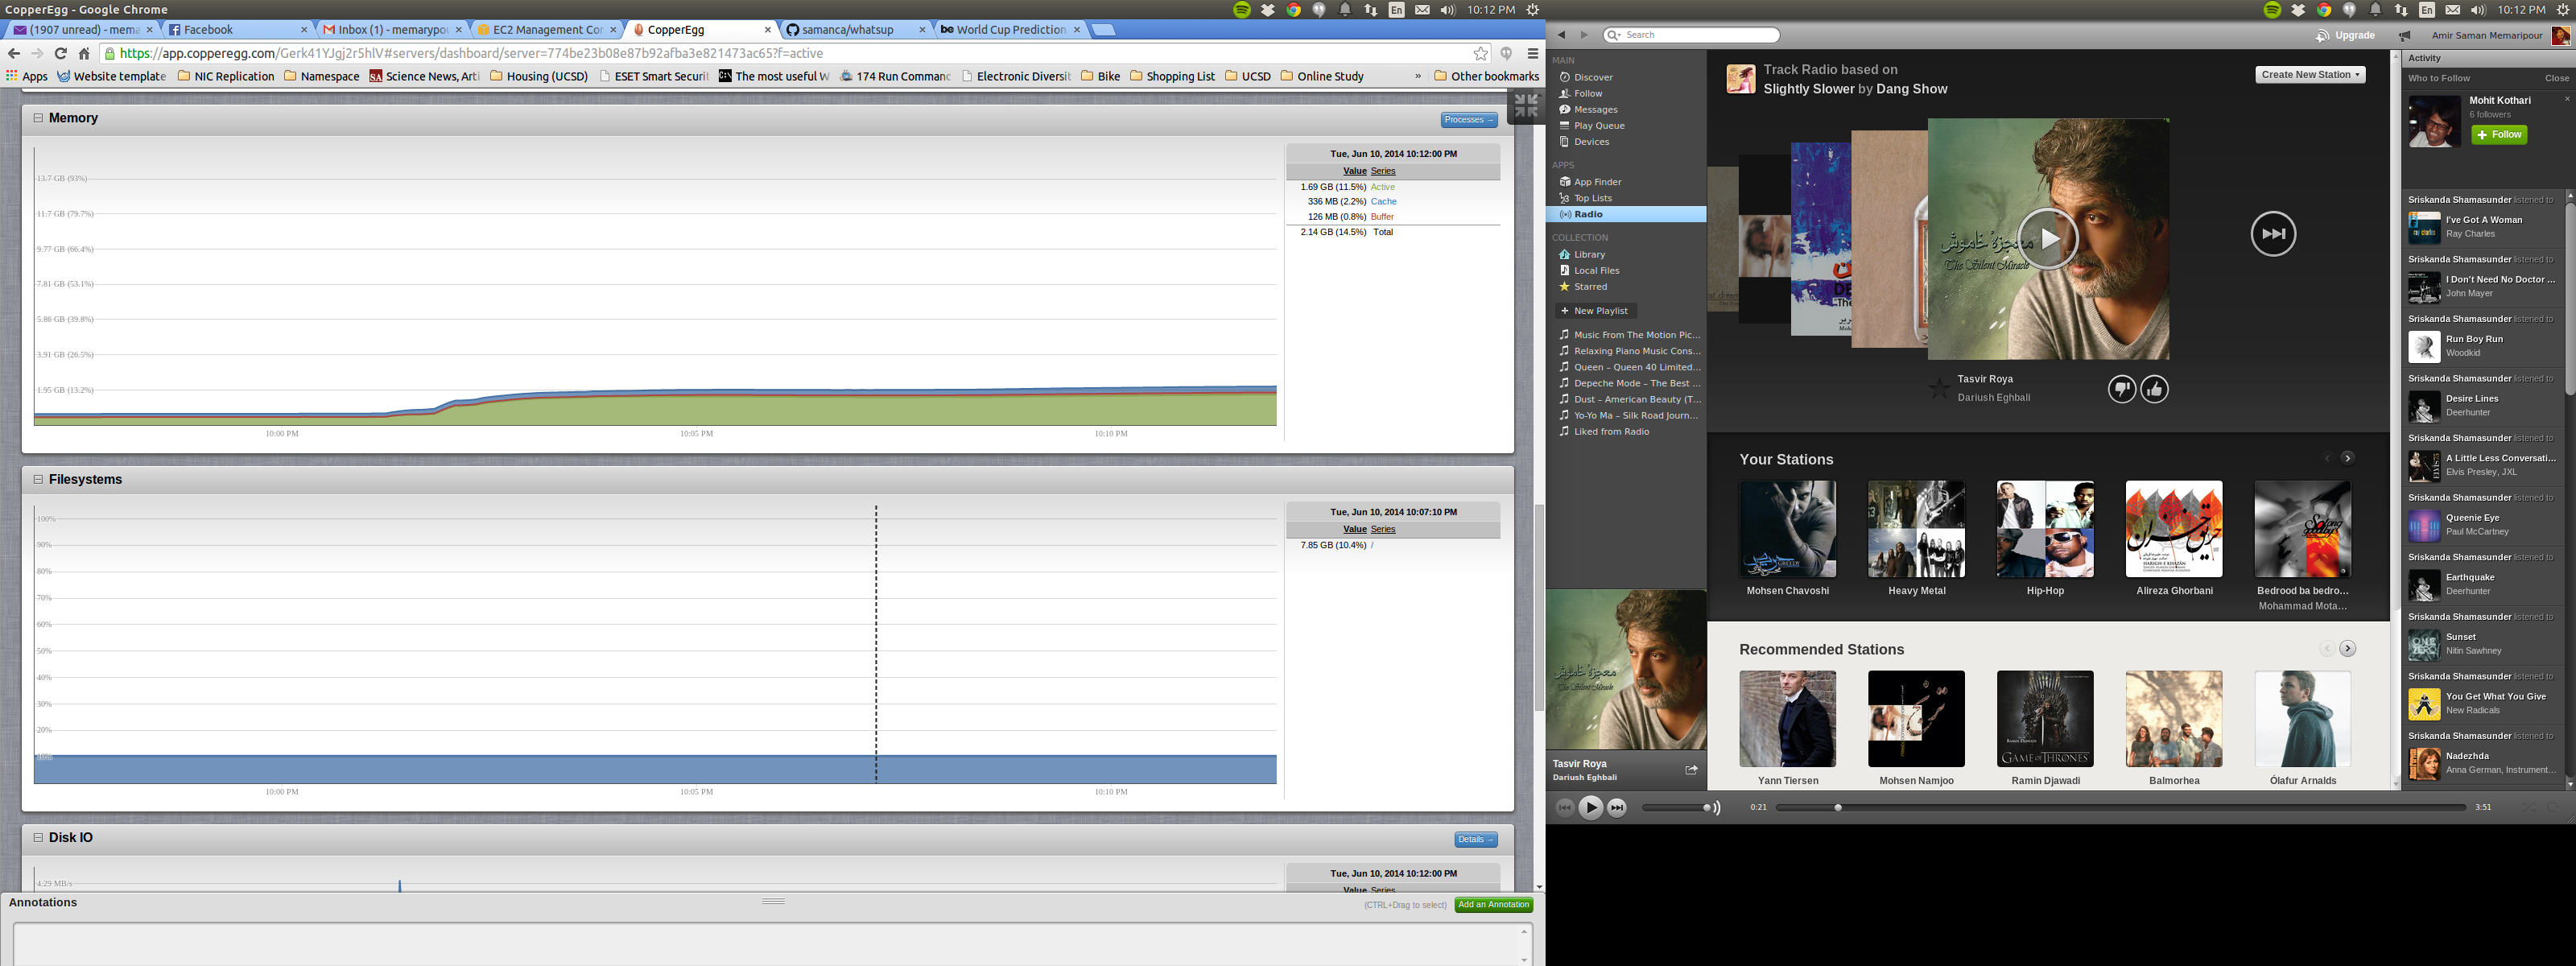 CopperEgg - Google Chrome
En
10:12 PM
(1907 unread) - mema
Facebook
Inbox (1) - memarypou
EC2 Management Con
CopperEgg
samanca/whatsup
World Cup Prediction
https://app.copperegg.com/Gerk41YJgj2r5hlV#servers/dashboard/server=774be23b08e87b92afba3e821473ac65?f=active
Apps
Website template
NIC Replication
Namespace
Science News, Arti
Housing (UCSD)
ESET Smart Securit
The most useful W
174 Run Comman
Electronic Diversit
Bike
Shopping List
UCSD
Online Study
»
Other bookmarks
Memory
Processes →
13.7 GB (93%)
11.7 GB (79.7%)
9.77 GB (66.4%)
7.81 GB (53.1%)
5.86 GB (39.8%)
3.91 GB (26.5%)
1.95 GB (13.2%)
10:00 PM
10:05 PM
10:10 PM
Tue, Jun 10, 2014 10:12:00 PM
Value Series
1.69 GB (11.5%) Active
336 MB (2.2%) Cache
126 MB (0.8%) Buffer
2.14 GB (14.5%) Total
Filesystems
100%
90%
80%
70%
60%
50%
40%
30%
20%
10%
10:00 PM
10:05 PM
10:10 PM
Tue, Jun 10, 2014 10:07:10 PM
Value Series
7.85 GB (10.4%) /
Disk IO
Details →
4.29 MB/s
Tue, Jun 10, 2014 10:12:00 PM
Value Series
Annotations
(CTRL+Drag to select)
Add an Annotation
En
10:12 PM
Search
Upgrade
Amir Saman Memaripour
MAIN
Discover
Follow
Messages
Play Queue
Devices
APPS
App Finder
Top Lists
Radio
COLLECTION
Library
Local Files
Starred
+ New Playlist
Music From The Motion Pic...
Relaxing Piano Music Cons...
Queen – Queen 40 Limited...
Depeche Mode – The Best ...
Dust – American Beauty (T...
Yo-Yo Ma – Silk Road Journ...
Liked from Radio
معجزهٔ خاموش
The Silent Miracle
Tasvir Roya
Dariush Eghbali
Track Radio based on
Slightly Slower by Dang Show
Create New Station
معجزهٔ خاموش
The Silent Miracle
Tasvir Roya
Dariush Eghbali
Your Stations
Mohsen Chavoshi
Heavy Metal
Hip-Hop
حریق خزان
HARIGH E KHAZAN
Alireza Ghorbani
Bedrood ba bedro...
Mohammad Mota...
Recommended Stations
Yann Tiersen
Mohsen Namjoo
GAME OF THRONES
Ramin Djawadi
Balmorhea
Ólafur Arnalds
Activity
Who to Follow
Close
Mohit Kothari
6 followers
+ Follow
Sriskanda Shamasunder listened to
I've Got A Woman
Ray Charles
Sriskanda Shamasunder listened to
I Don't Need No Doctor ...
John Mayer
Sriskanda Shamasunder listened to
Run Boy Run
Woodkid
Sriskanda Shamasunder listened to
Desire Lines
Deerhunter
Sriskanda Shamasunder listened to
A Little Less Conversati...
Elvis Presley, JXL
Sriskanda Shamasunder listened to
Queenie Eye
Paul McCartney
Sriskanda Shamasunder listened to
Earthquake
Deerhunter
Sriskanda Shamasunder listened to
Sunset
Nitin Sawhney
Sriskanda Shamasunder listened to
You Get What You Give
New Radicals
Sriskanda Shamasunder listened to
Nadezhda
Anna German, Instrument...
0:21
3:51